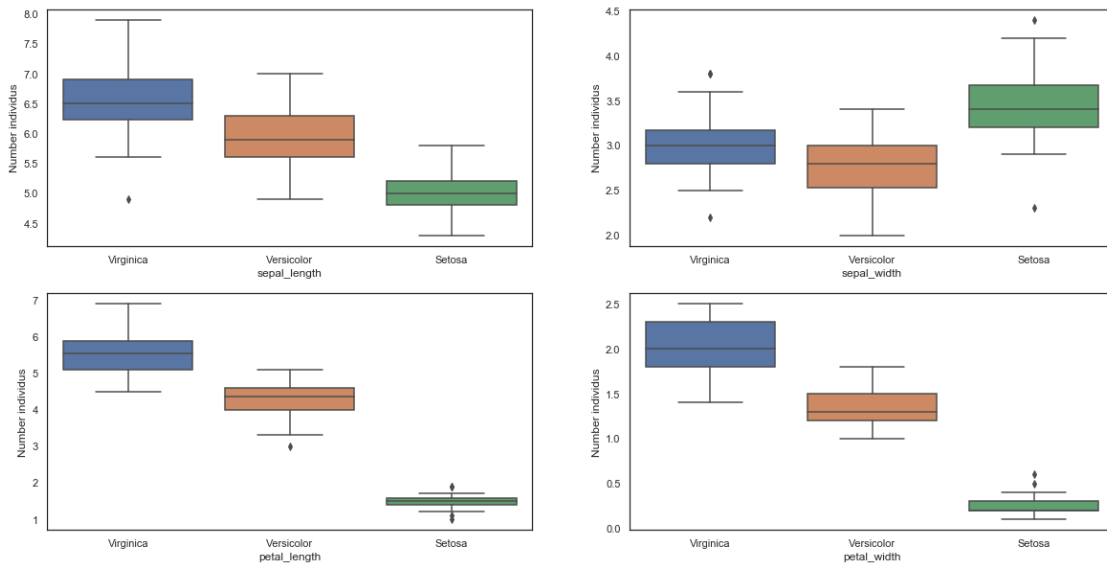 8.0
7.5
7.0
6.5
6.0
5.5
5.0
4.5
Number individus
Virginica Versicolor Setosa
sepal_length
4.5
4.0
3.5
3.0
2.5
2.0
Number individus
Virginica Versicolor Setosa
sepal_width
7
6
5
4
3
2
1
Number individus
Virginica Versicolor Setosa
petal_length
2.5
2.0
1.5
1.0
0.5
0.0
Number individus
Virginica Versicolor Setosa
petal_width